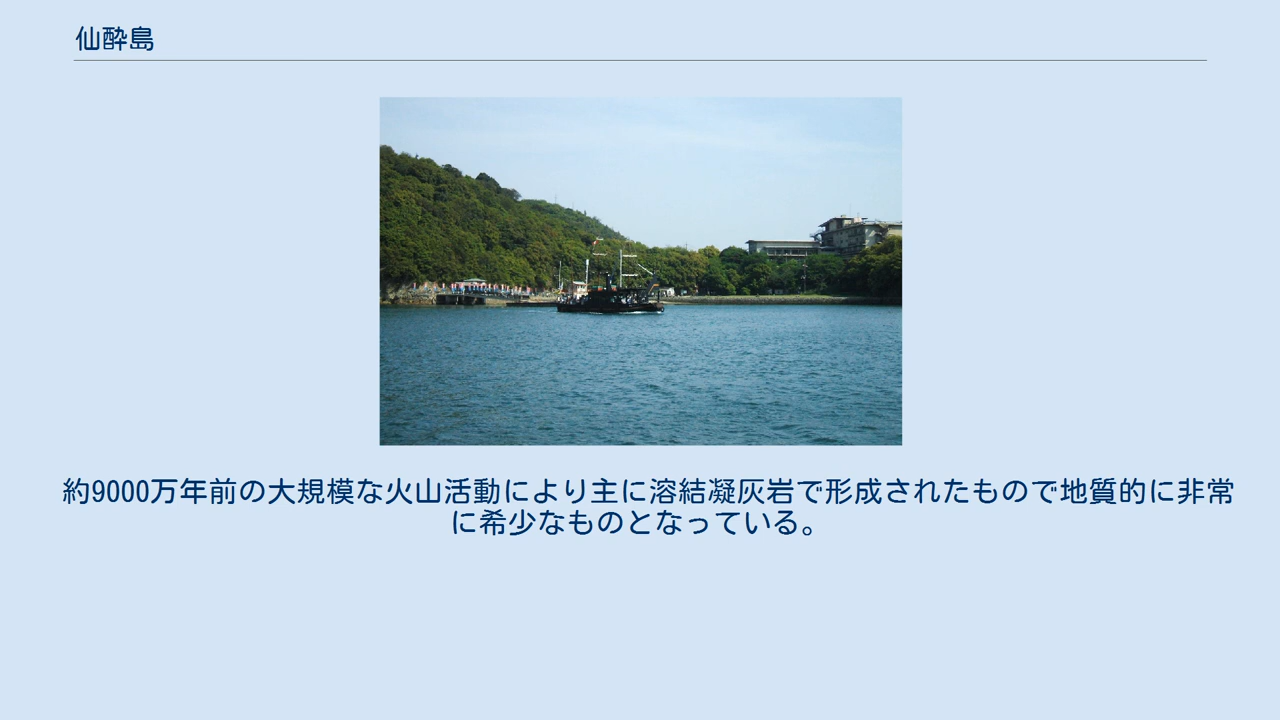 仙酔島
約9000万年前の大規模な火山活動により主に溶結凝灰岩で形成されたもので地質的に非常
に希少なものとなっている。